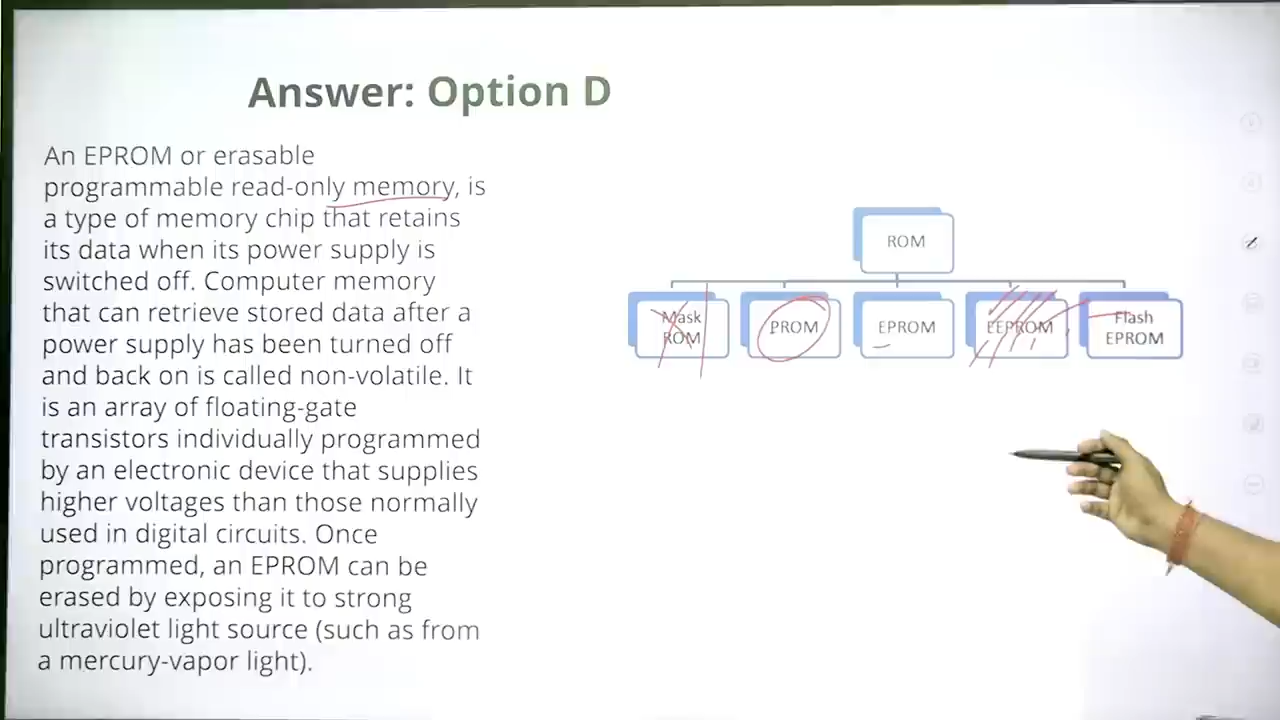 Answer: Option D
An EPROM or erasable
programmable read-only memory, is
a type of memory chip that retains
its data when its power supply is
switched off. Computer memory
that can retrieve stored data after a
power supply has been turned off
and back on is called non-volatile. It
is an array of floating-gate
transistors individually programmed
by an electronic device that supplies
higher voltages than those normally
used in digital circuits. Once
programmed, an EPROM can be
erased by exposing it to strong
ultraviolet light source (such as from
a mercury-vapor light).
ROM
Mask
ROM
PROM
EPROM
EEPROM
Flash
EPROM